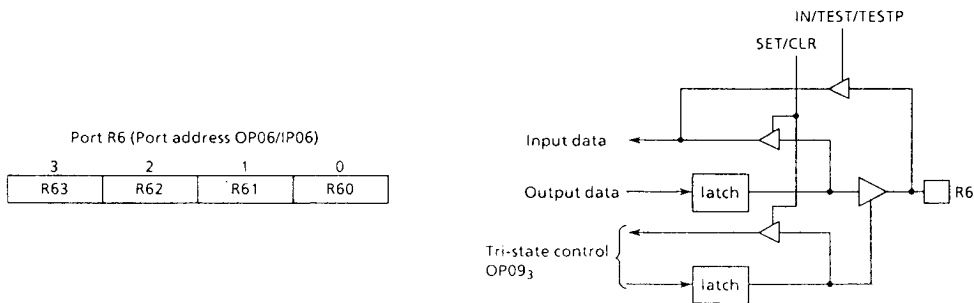 Port R6 (Port address OP06/IP06)
3 2 1 0
R63 R62 R61 R60
IN/TEST/TESTP
SET/CLR
Input data
Output data
latch
R6
Tri-state control
OP09₃
latch